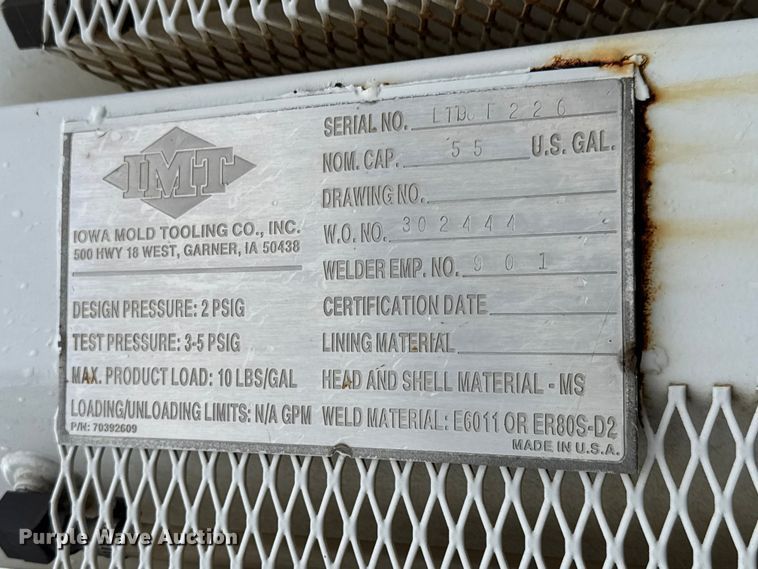 IMT
IOWA MOLD TOOLING CO., INC.
500 HWY 18 WEST, GARNER, IA 50438
DESIGN PRESSURE: 2 PSIG
TEST PRESSURE: 3-5 PSIG
MAX. PRODUCT LOAD: 10 LBS/GAL
LOADING/UNLOADING LIMITS: N/A GPM
P/N: 70392609
SERIAL NO.
NOM. CAP. 55 U.S. GAL.
DRAWING NO.
W.O. NO. 302444
WELDER EMP. NO. 901
CERTIFICATION DATE
LINING MATERIAL
HEAD AND SHELL MATERIAL - MS
WELD MATERIAL: E6011 OR ER80S-D2
MADE IN U.S.A.
Purple Wave Auction